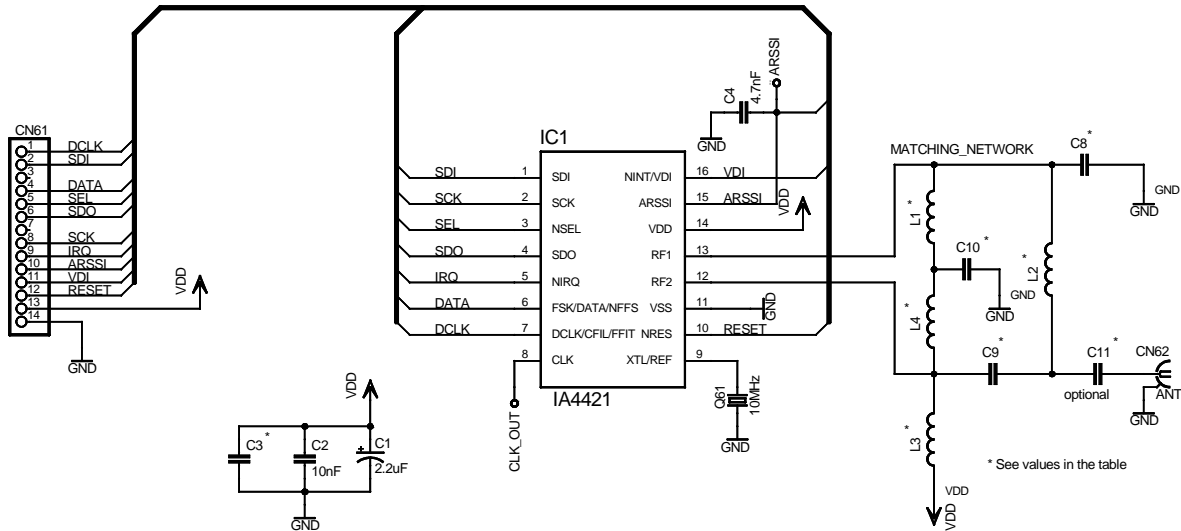 CN61
1 DCLK
2 SDI
3
4 DATA
5 SEL
6 SDO
7
8 SCK
9 IRQ
10 ARSSI
11 VDI
12 RESET
13
14
VDD
GND
IC1
SDI 1 SDI
SCK 2 SCK
SEL 3 NSEL
SDO 4 SDO
IRQ 5 NIRQ
DATA 6 FSK/DATA/NFFS
DCLK 7 DCLK/CFIL/FFIT
8 CLK
CLK_OUT
NINT/VDI 16 VDI
ARSSI 15 ARSSI
VDD 14
VDD
RF1 13
RF2 12
VSS 11
GND
NRES 10 RESET
XTL/REF 9
IA4421
Q61
10MHz
GND
C4
4.7nF
GND
ARSSI
MATCHING_NETWORK
C8*
GND
GND
L1*
C10*
GND
GND
L2*
L4*
C9*
C11*
optional
CN62
ANT
GND
L3*
VDD
VDD
* See values in the table
VDD
C3*
C2
10nF
C1
+
2.2uF
GND